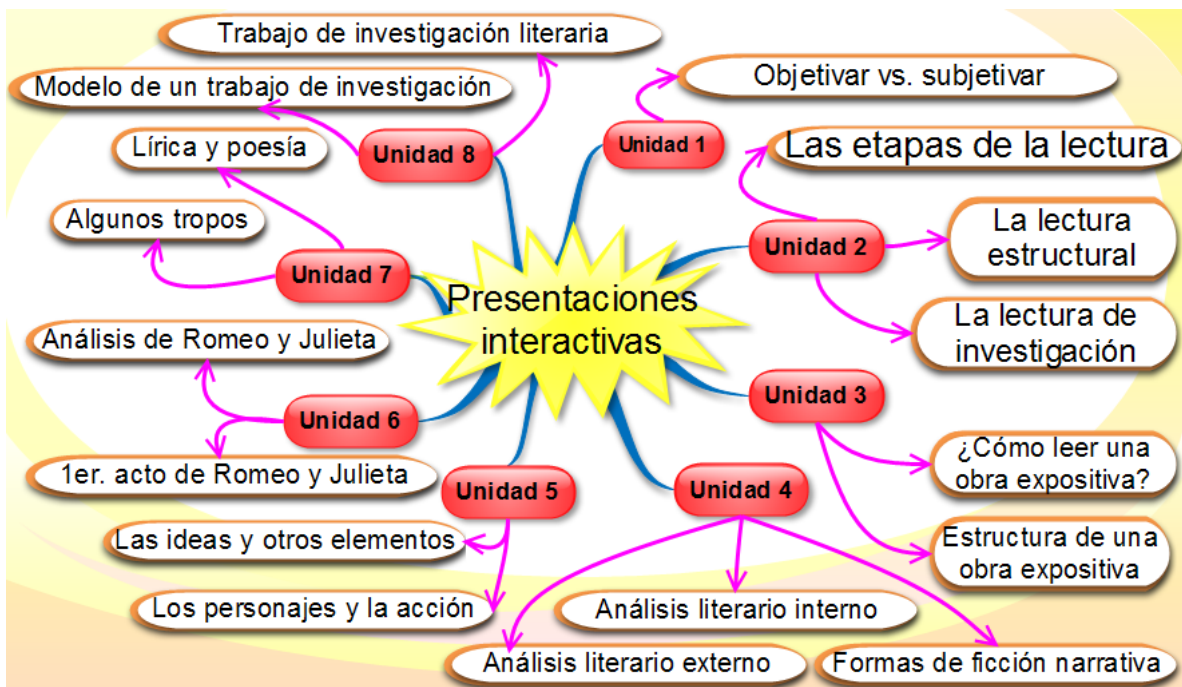 Presentaciones
interactivas
Unidad 1
Objetivar vs. subjetivar
Unidad 2
Las etapas de la lectura
La lectura
estructural
La lectura de
investigación
Unidad 3
¿Cómo leer una
obra expositiva?
Estructura de una
obra expositiva
Unidad 4
Formas de ficción narrativa
Análisis literario interno
Análisis literario externo
Unidad 5
Las ideas y otros elementos
Los personajes y la acción
Unidad 6
Análisis de Romeo y Julieta
1er. acto de Romeo y Julieta
Unidad 7
Lírica y poesía
Algunos tropos
Unidad 8
Trabajo de investigación literaria
Modelo de un trabajo de investigación